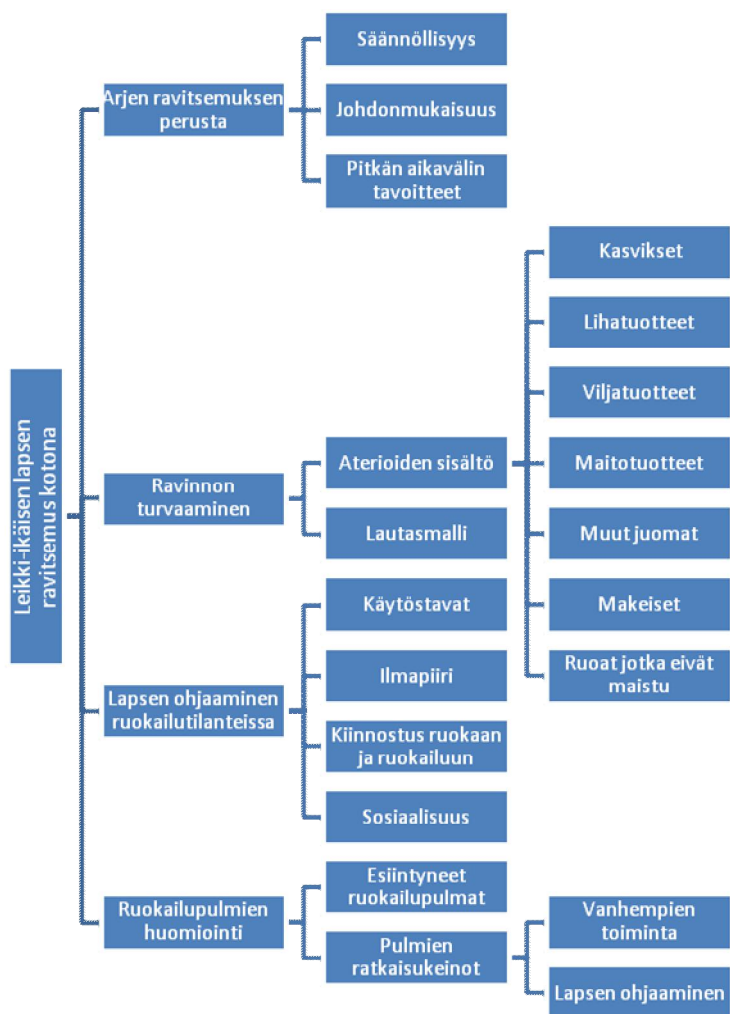 Leikki-ikäisen lapsen
ravitsemus kotona
Arjen ravitsemuksen
perusta
Säännöllisyys
Johdonmukaisuus
Pitkän aikavälin
tavoitteet
Ravinnon
turvaaminen
Aterioiden sisältö
Kasvikset
Lihatuotteet
Viljatuotteet
Maitotuotteet
Muut juomat
Makeiset
Ruoat jotka eivät
maistu
Lautasmalli
Lapsen ohjaaminen
ruokailutilanteissa
Käytöstavat
Ilmapiiri
Kiinnostus ruokaan
ja ruokailuun
Sosiaalisuus
Ruokailupulmien
huomiointi
Esiintyneet
ruokailupulmat
Pulmien
ratkaisukeinot
Vanhempien
toiminta
Lapsen ohjaaminen